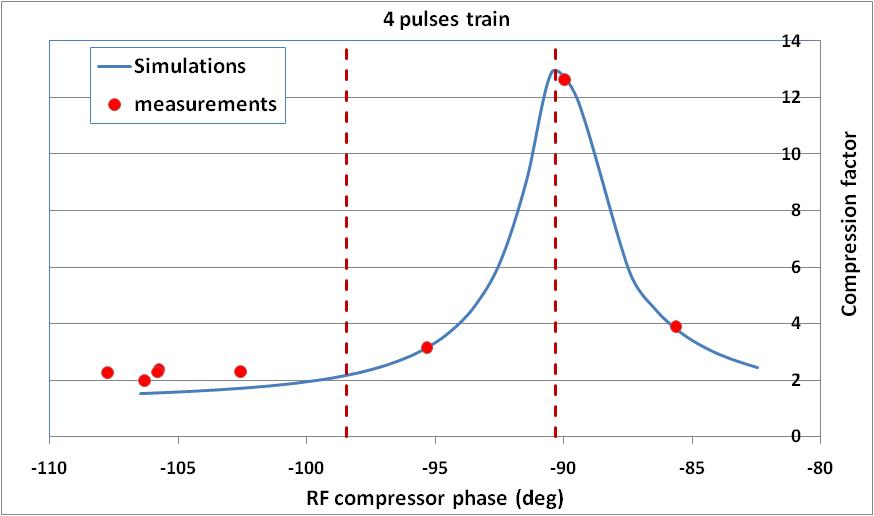 4 pulses train
Simulations
measurements
14
12
10
8
6
4
2
0
Compression factor
-110 -105 -100 -95 -90 -85 -80
RF compressor phase (deg)